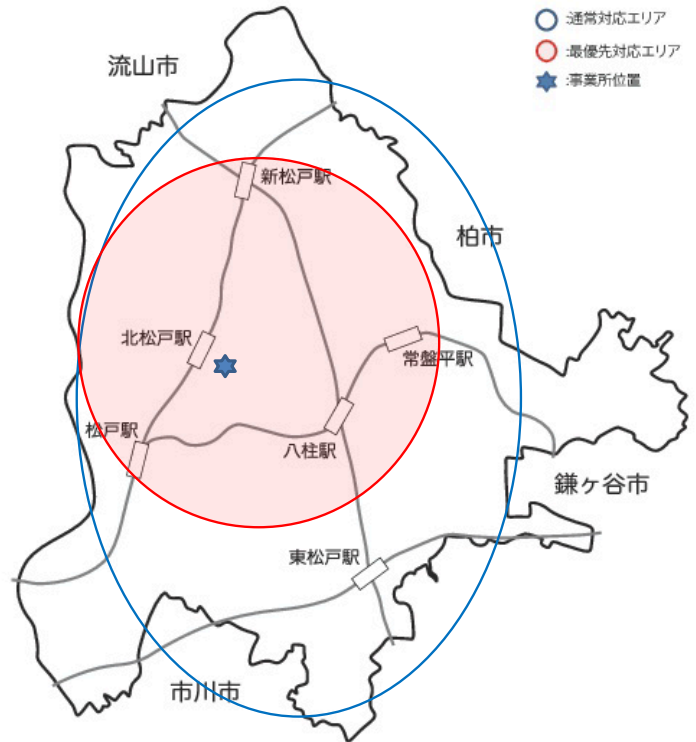 :通常対応エリア
:最優先対応エリア
:事業所位置
流山市
新松戸駅
柏市
北松戸駅
常盤平駅
松戸駅
八柱駅
鎌ヶ谷市
東松戸駅
市川市